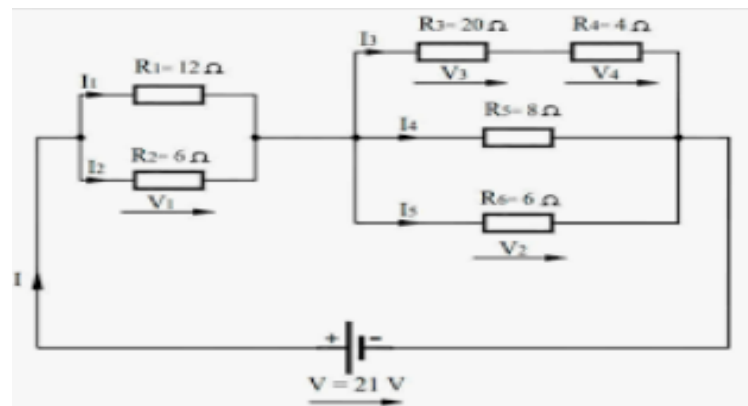 R3- 20 Ω R4- 4 Ω
I3
V3 V4
R1- 12 Ω
I1
R5- 8 Ω
I4
R2- 6 Ω
I2
V1
R6- 6 Ω
I5
V2
I
+ -
V = 21 V